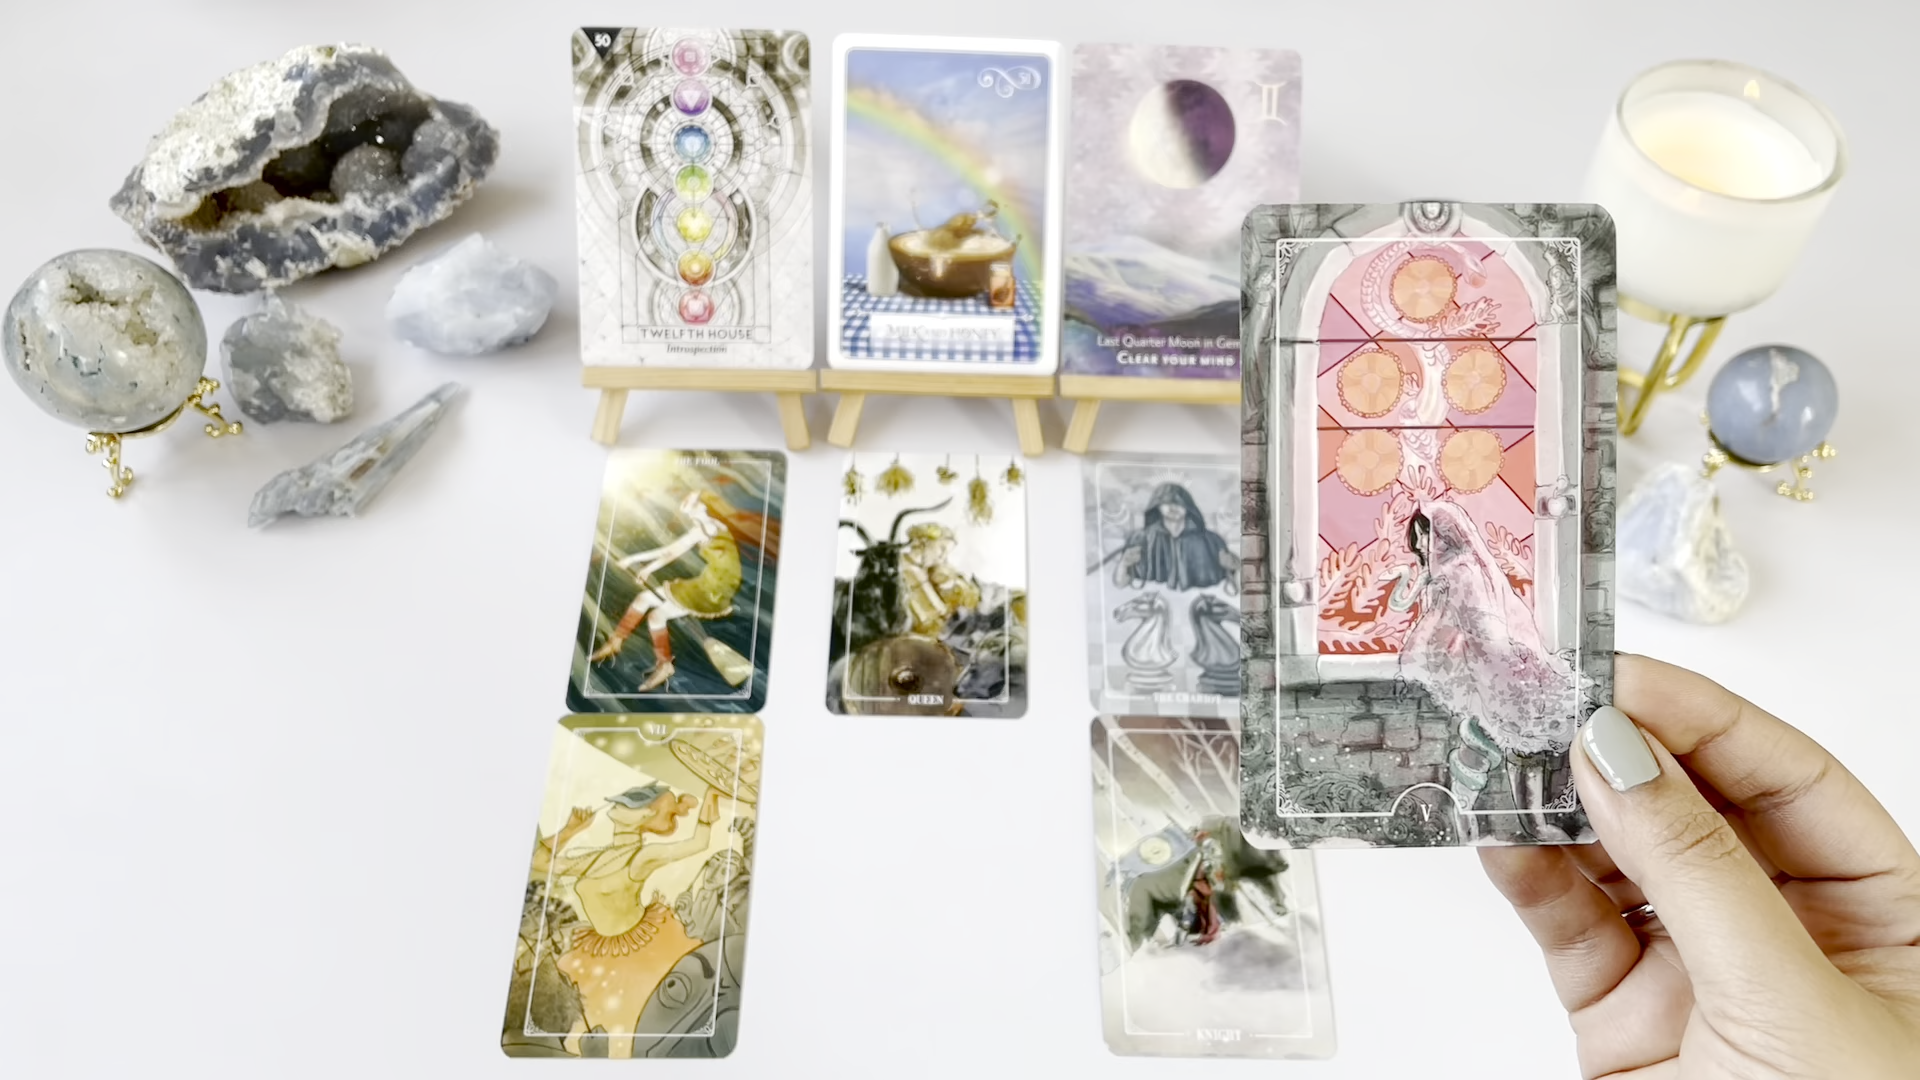 50
TWELFTH HOUSE
Introspection
51
MILK AND HONEY
Last Quarter Moon in Gem
CLEAR YOUR MIND
THE FOOL
QUEEN
THE CHARIOT
VII
V
KNIGHT